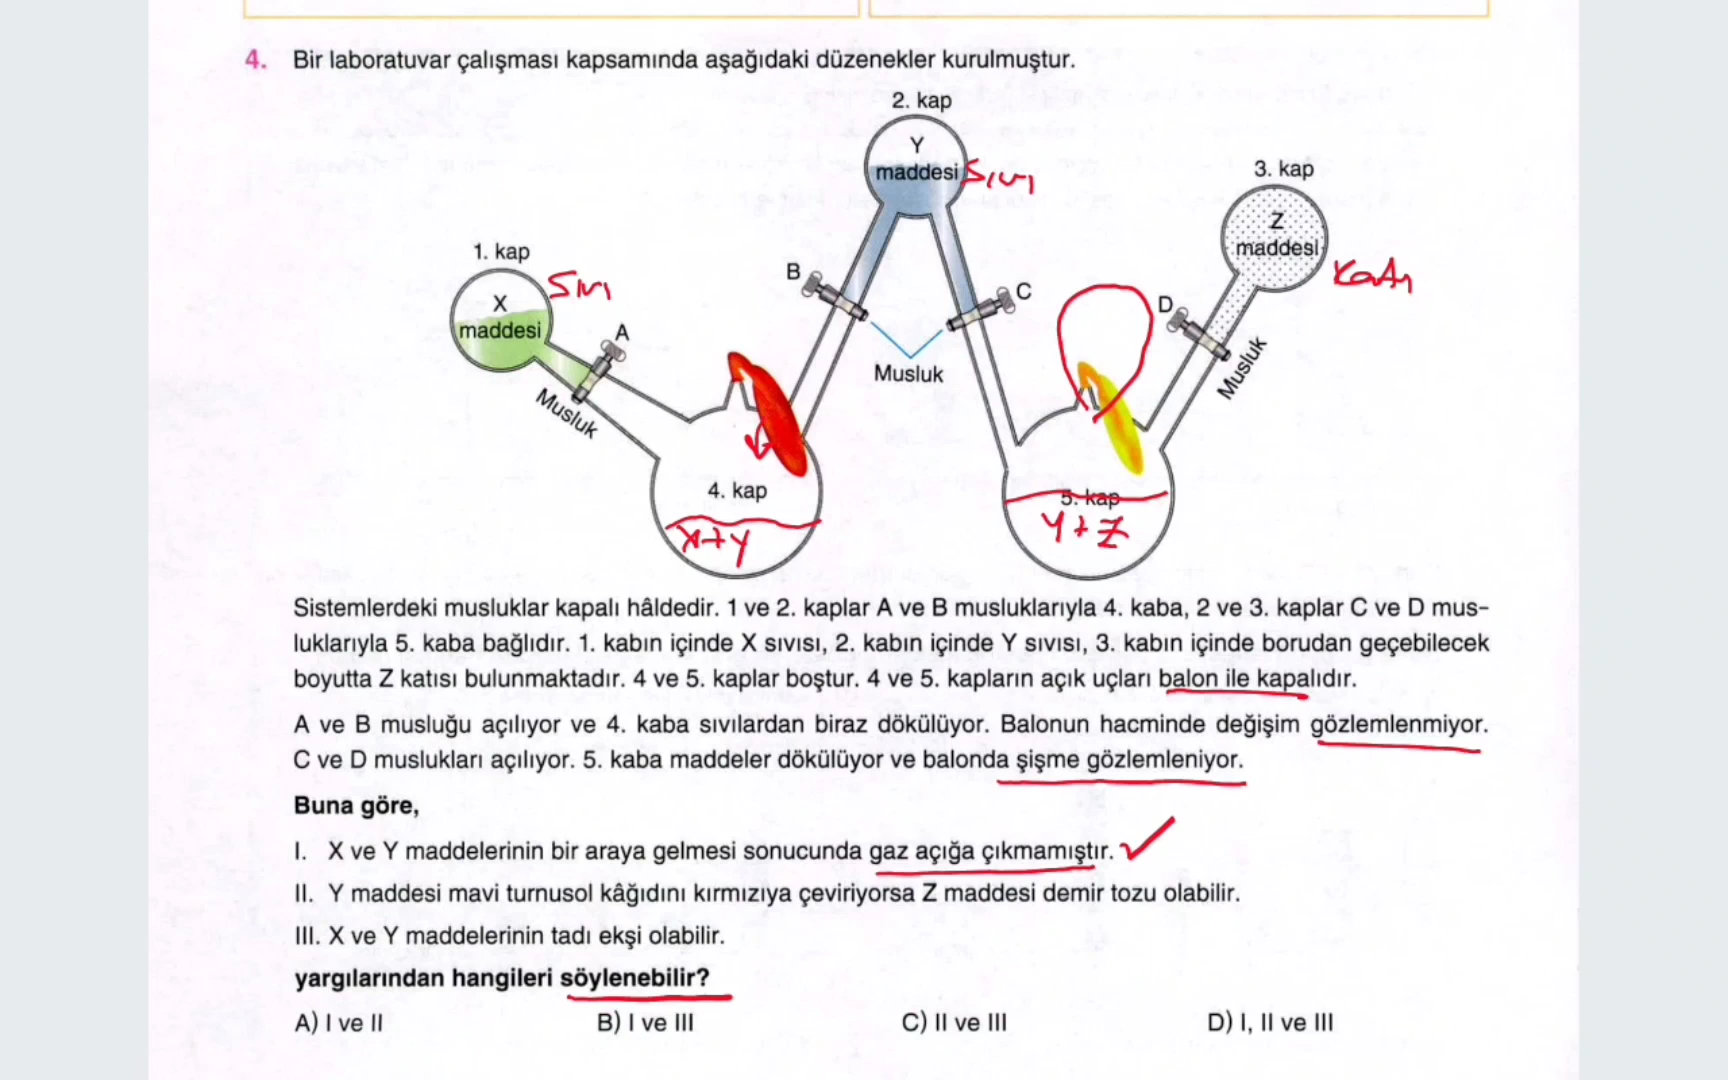 4. Bir laboratuvar çalışması kapsamında aşağıdaki düzenekler kurulmuştur.
2. kap
Y
maddesi Sıvı
3. kap
Z
maddesi
Katı
1. kap
Sıvı
X
maddesi
A
B
C
D
Musluk
Musluk
Musluk
4. kap
X+Y
5. kap
Y+Z
Sistemlerdeki musluklar kapalı hâldedir. 1 ve 2. kaplar A ve B musluklarıyla 4. kaba, 2 ve 3. kaplar C ve D mus-
luklarıyla 5. kaba bağlıdır. 1. kabın içinde X sıvısı, 2. kabın içinde Y sıvısı, 3. kabın içinde borudan geçebilecek
boyutta Z katısı bulunmaktadır. 4 ve 5. kaplar boştur. 4 ve 5. kapların açık uçları balon ile kapalıdır.
A ve B musluğu açılıyor ve 4. kaba sıvılardan biraz dökülüyor. Balonun hacminde değişim gözlemlenmiyor.
C ve D muslukları açılıyor. 5. kaba maddeler dökülüyor ve balonda şişme gözlemleniyor.
Buna göre,
I. X ve Y maddelerinin bir araya gelmesi sonucunda gaz açığa çıkmamıştır.
II. Y maddesi mavi turnusol kâğıdını kırmızıya çeviriyorsa Z maddesi demir tozu olabilir.
III. X ve Y maddelerinin tadı ekşi olabilir.
yargılarından hangileri söylenebilir?
A) I ve II B) I ve III C) II ve III D) I, II ve III